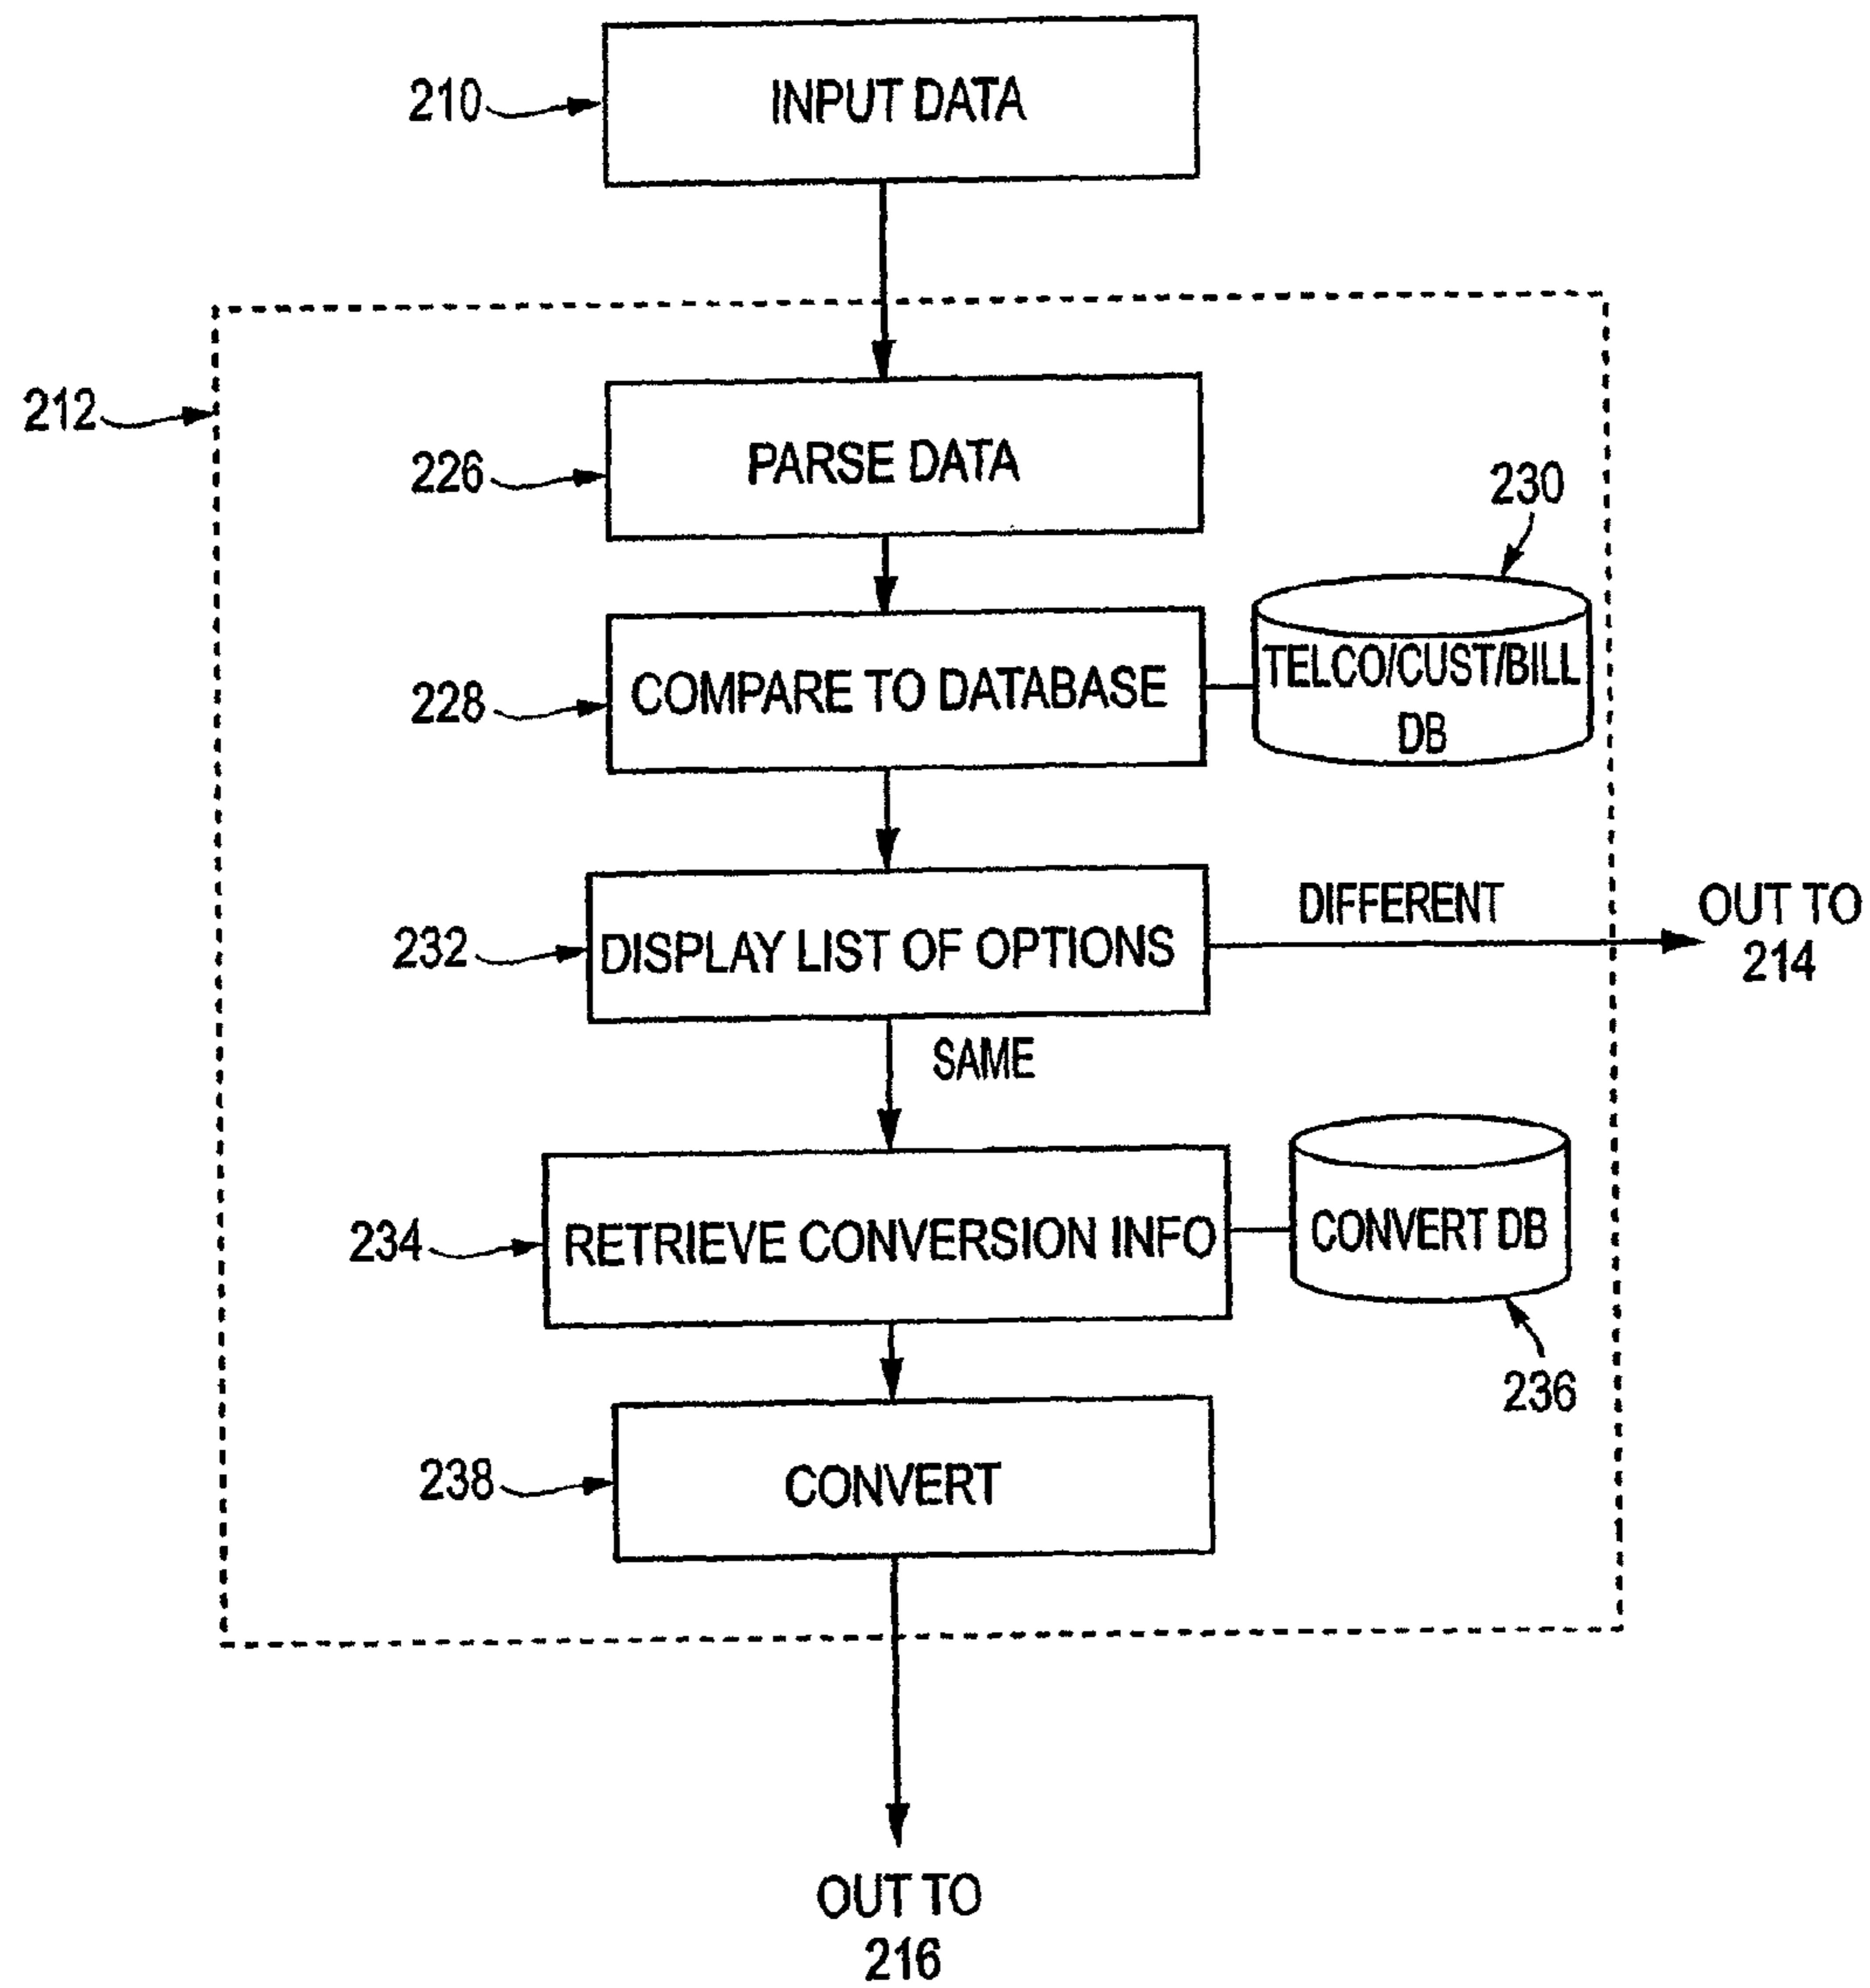 210
INPUT DATA
212
226
PARSE DATA
230
228
COMPARE TO DATABASE
TELCO/CUST/BILL
DB
232
DISPLAY LIST OF OPTIONS
DIFFERENT
OUT TO
214
SAME
234
RETRIEVE CONVERSION INFO
CONVERT DB
236
238
CONVERT
OUT TO
216